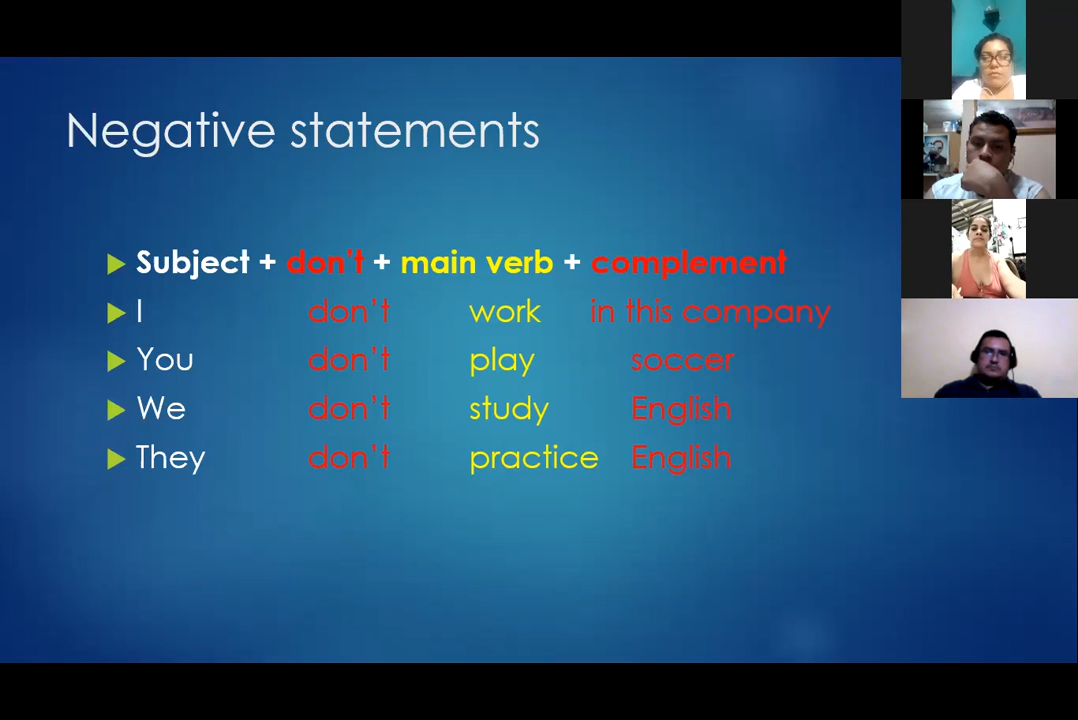 Negative statements
Subject + don't + main verb + complement
I don't work in this company
You don't play soccer
We don't study English
They don't practice English